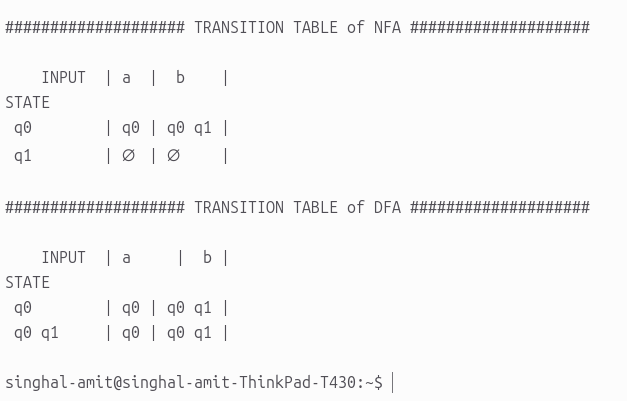 #################### TRANSITION TABLE of NFA ####################
    INPUT  | a  |  b    |
STATE
 q0        | q0 | q0 q1 |
 q1        | ∅  | ∅     |
#################### TRANSITION TABLE of DFA ####################
    INPUT  | a     |  b |
STATE
 q0        | q0 | q0 q1 |
 q0 q1     | q0 | q0 q1 |
singhal-amit@singhal-amit-ThinkPad-T430:~$